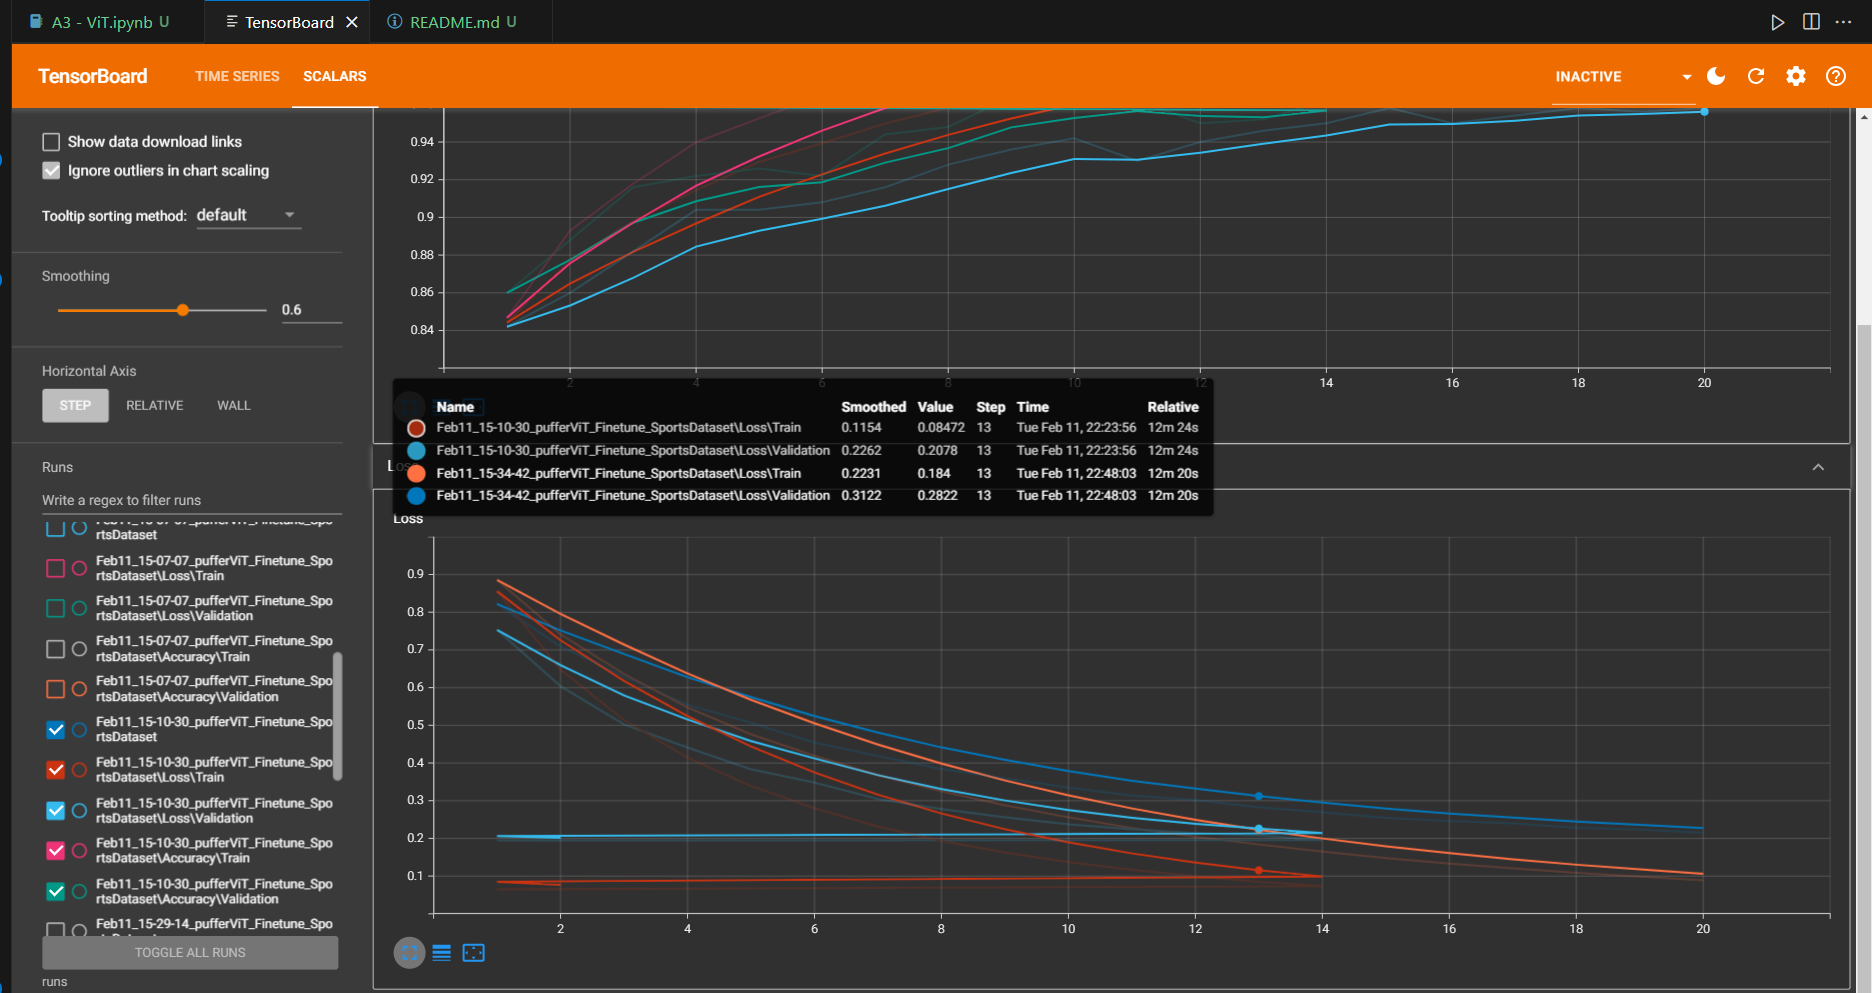 A3 - ViT.ipynb U
TensorBoard
README.md U
TensorBoard
TIME SERIES
SCALARS
INACTIVE
Show data download links
Ignore outliers in chart scaling
Tooltip sorting method: default
Smoothing
0.6
Horizontal Axis
STEP RELATIVE WALL
Runs
Write a regex to filter runs
rtsDataset
Feb11_15-07-07_pufferViT_Finetune_Spo
rtsDataset\Loss\Train
Feb11_15-07-07_pufferViT_Finetune_Spo
rtsDataset\Loss\Validation
Feb11_15-07-07_pufferViT_Finetune_Spo
rtsDataset\Accuracy\Train
Feb11_15-07-07_pufferViT_Finetune_Spo
rtsDataset\Accuracy\Validation
Feb11_15-10-30_pufferViT_Finetune_Spo
rtsDataset
Feb11_15-10-30_pufferViT_Finetune_Spo
rtsDataset\Loss\Train
Feb11_15-10-30_pufferViT_Finetune_Spo
rtsDataset\Loss\Validation
Feb11_15-10-30_pufferViT_Finetune_Spo
rtsDataset\Accuracy\Train
Feb11_15-10-30_pufferViT_Finetune_Spo
rtsDataset\Accuracy\Validation
Feb11_15-29-14_pufferViT_Finetune_Spo
TOGGLE ALL RUNS
runs
0.94
0.92
0.9
0.88
0.86
0.84
2 4 6 8 10 12 14 16 18 20
Name Smoothed Value Step Time Relative
Feb11_15-10-30_pufferViT_Finetune_SportsDataset\Loss\Train 0.1154 0.08472 13 Tue Feb 11, 22:23:56 12m 24s
Feb11_15-10-30_pufferViT_Finetune_SportsDataset\Loss\Validation 0.2262 0.2078 13 Tue Feb 11, 22:23:56 12m 24s
Feb11_15-34-42_pufferViT_Finetune_SportsDataset\Loss\Train 0.2231 0.184 13 Tue Feb 11, 22:48:03 12m 20s
Feb11_15-34-42_pufferViT_Finetune_SportsDataset\Loss\Validation 0.3122 0.2822 13 Tue Feb 11, 22:48:03 12m 20s
Loss
Loss
0.9
0.8
0.7
0.6
0.5
0.4
0.3
0.2
0.1
2 4 6 8 10 12 14 16 18 20